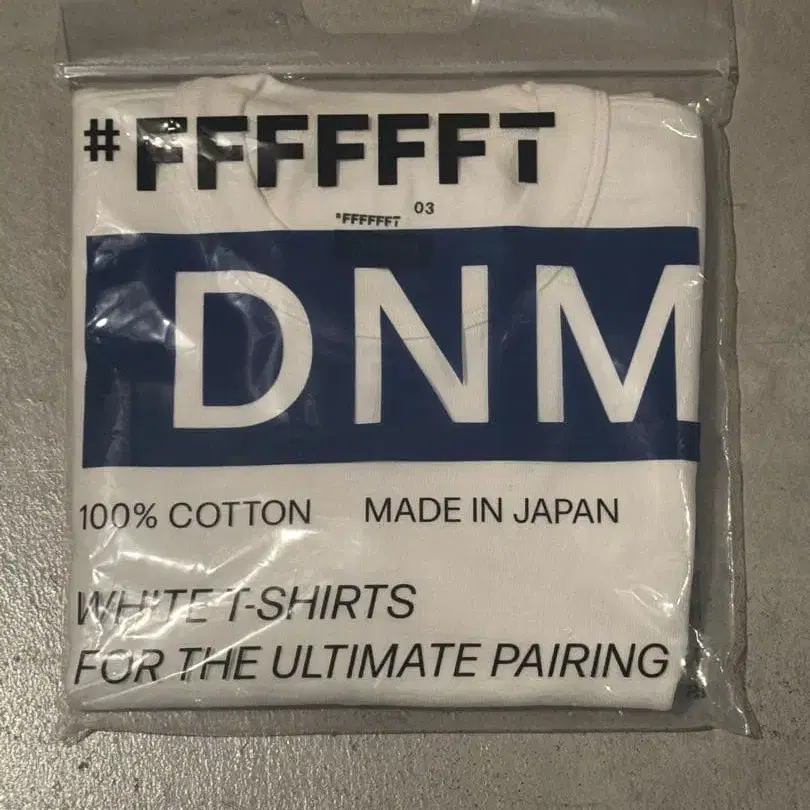 #FFFFFFT
03
#FFFFFFT
DNM
100% COTTON MADE IN JAPAN
WHITE T-SHIRTS
FOR THE ULTIMATE PAIRING